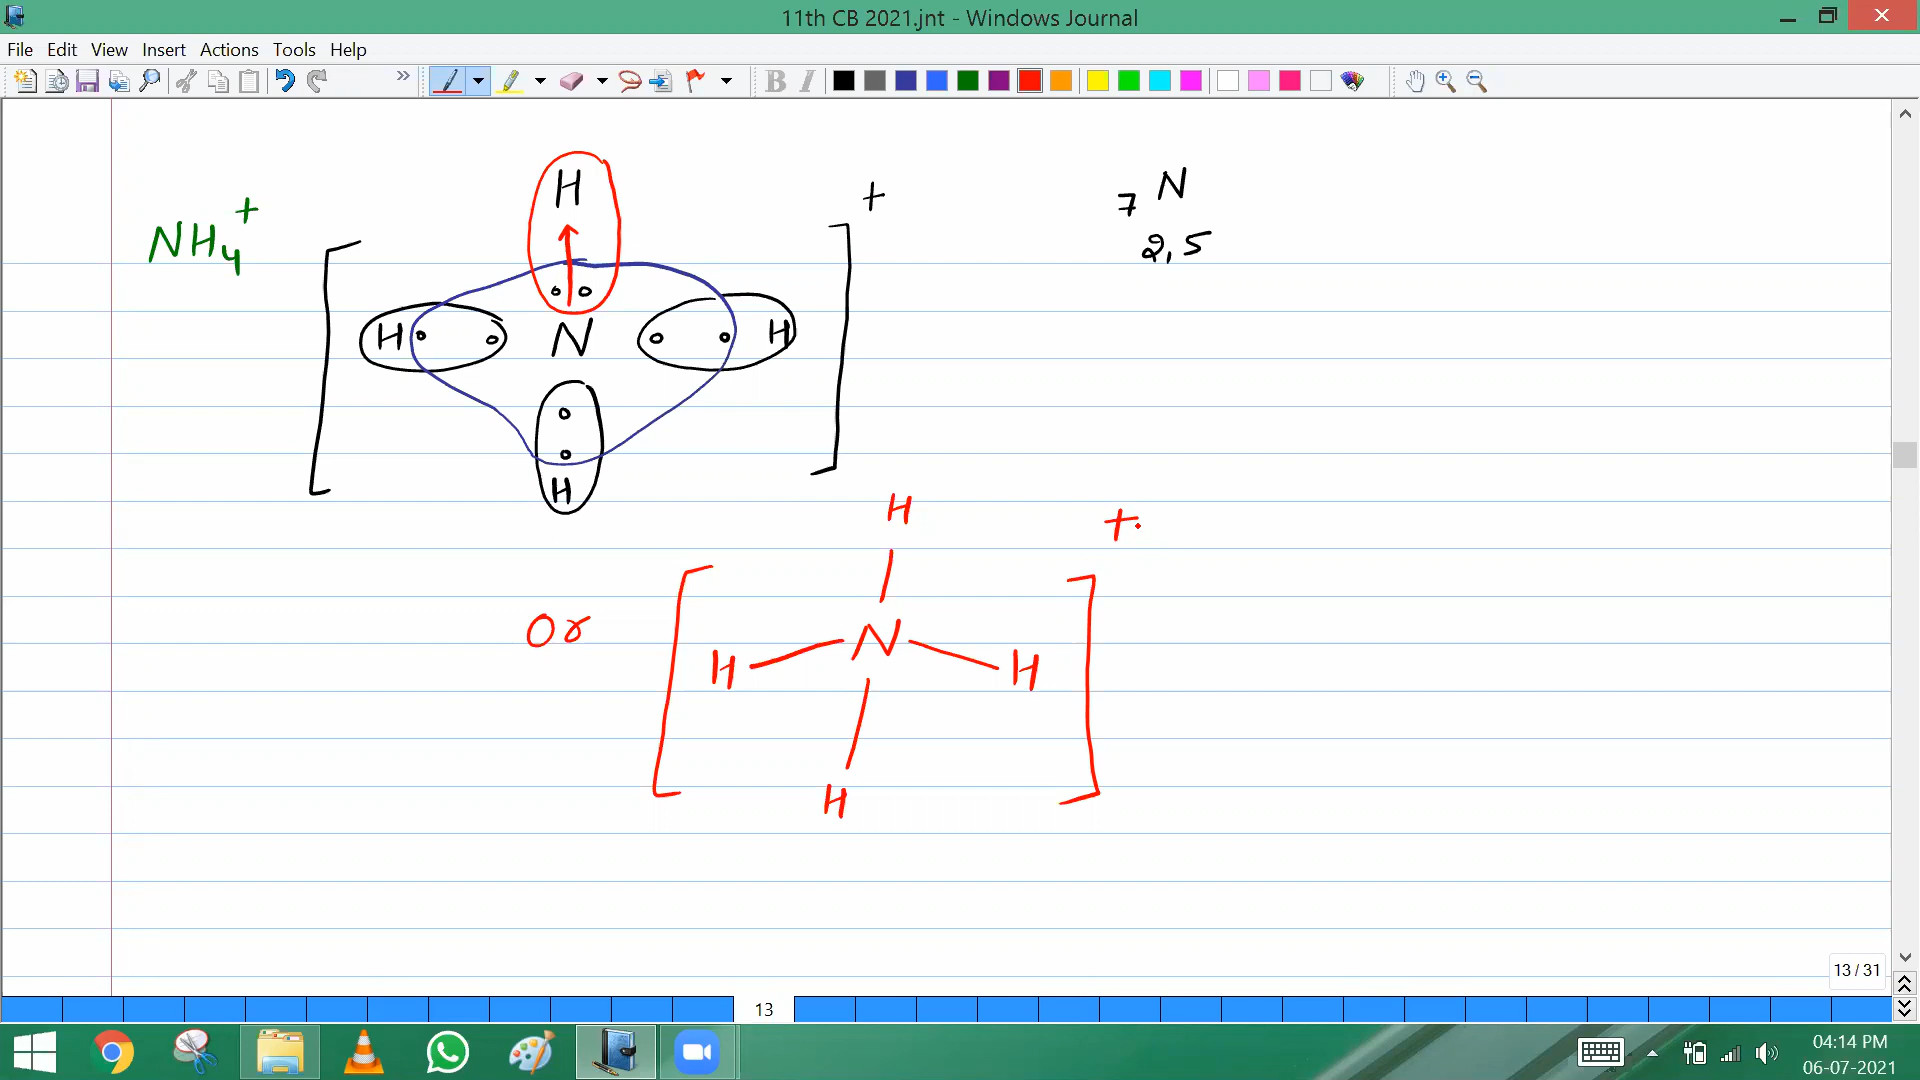 11th CB 2021.jnt - Windows Journal
File Edit View Insert Actions Tools Help
B I
NH₄⁺
H
+
H N H
H
₇N
2,5
H
+
Or
H N H
H
13 / 31
13
04:14 PM
06-07-2021